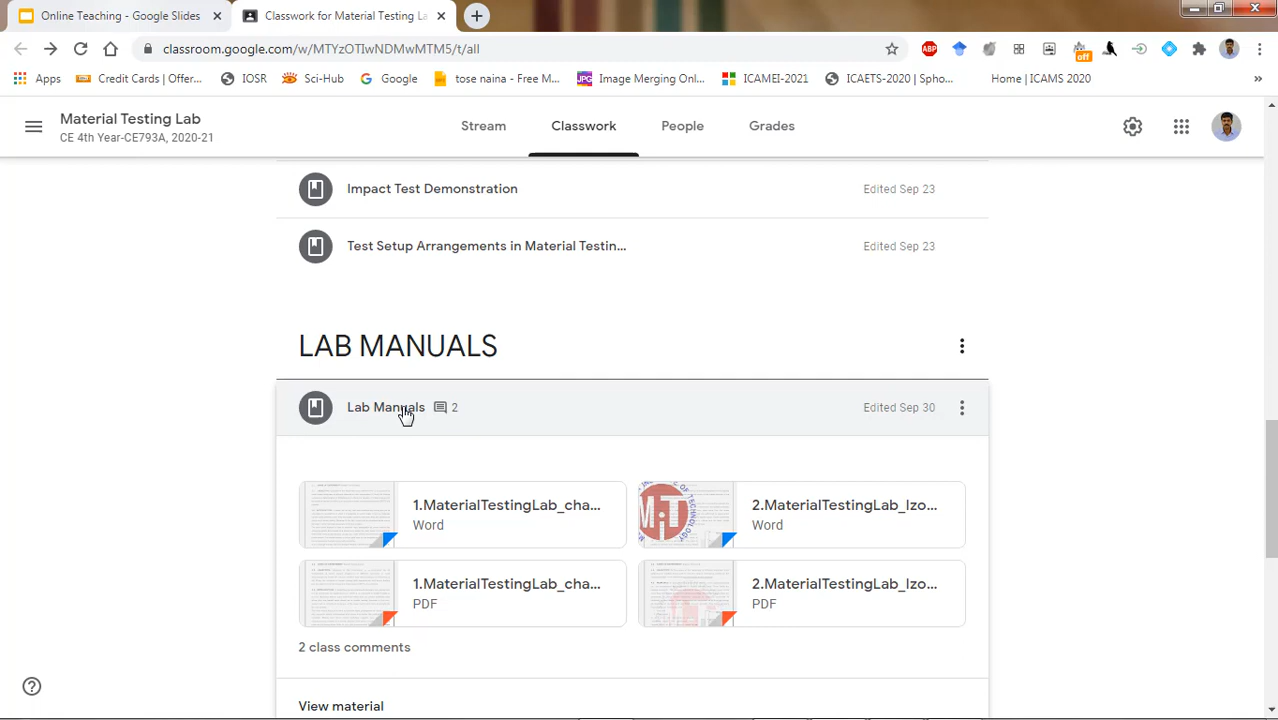 Online Teaching - Google Slides
Classwork for Material Testing La
classroom.google.com/w/MTYzOTIwNDMwMTM5/t/all
ABP
off
Apps
Credit Cards | Offer...
IOSR
Sci-Hub
Google
rose naina - Free M...
JPG
Image Merging Onl...
ICAMEI-2021
ICAETS-2020 | Spho...
Home | ICAMS 2020
»
Material Testing Lab
CE 4th Year-CE793A, 2020-21
Stream
Classwork
People
Grades
Impact Test Demonstration
Edited Sep 23
Test Setup Arrangements in Material Testin...
Edited Sep 23
LAB MANUALS
Lab Manuals
2
Edited Sep 30
1.MaterialTestingLab_cha...
Word
2.MaterialTestingLab_Izo...
Word
1.MaterialTestingLab_cha...
PDF
2.MaterialTestingLab_Izo...
PDF
2 class comments
View material